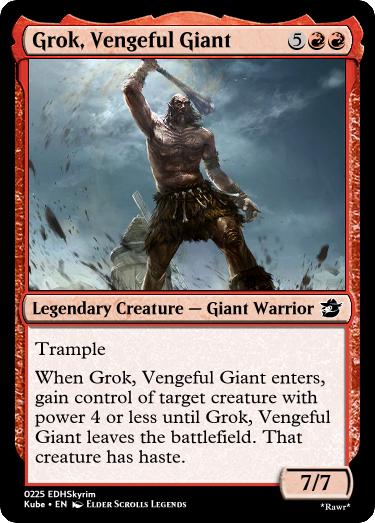 Grok, Vengeful Giant 5
Legendary Creature — Giant Warrior
Trample
When Grok, Vengeful Giant enters,
gain control of target creature with
power 4 or less until Grok, Vengeful
Giant leaves the battlefield. That
creature has haste.
7/7
0225 EDHSkyrim
Kube • EN Elder Scrolls Legends
*Rawr*